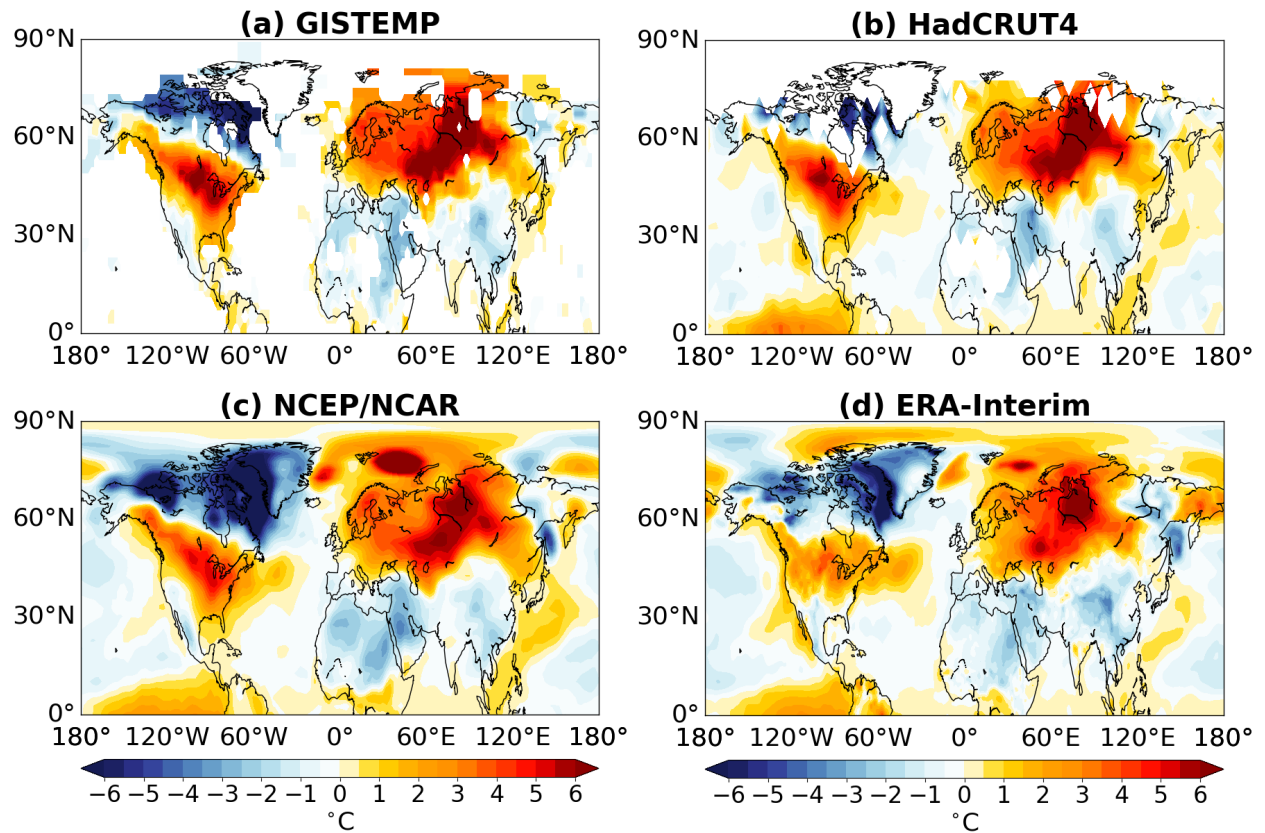 (a) GISTEMP
90°N
60°N
30°N
0°
180° 120°W 60°W 0° 60°E 120°E 180°
(b) HadCRUT4
90°N
60°N
30°N
0°
180° 120°W 60°W 0° 60°E 120°E 180°
(c) NCEP/NCAR
90°N
60°N
30°N
0°
180° 120°W 60°W 0° 60°E 120°E 180°
−6 −5 −4 −3 −2 −1 0 1 2 3 4 5 6
°C
(d) ERA-Interim
90°N
60°N
30°N
0°
180° 120°W 60°W 0° 60°E 120°E 180°
−6 −5 −4 −3 −2 −1 0 1 2 3 4 5 6
°C